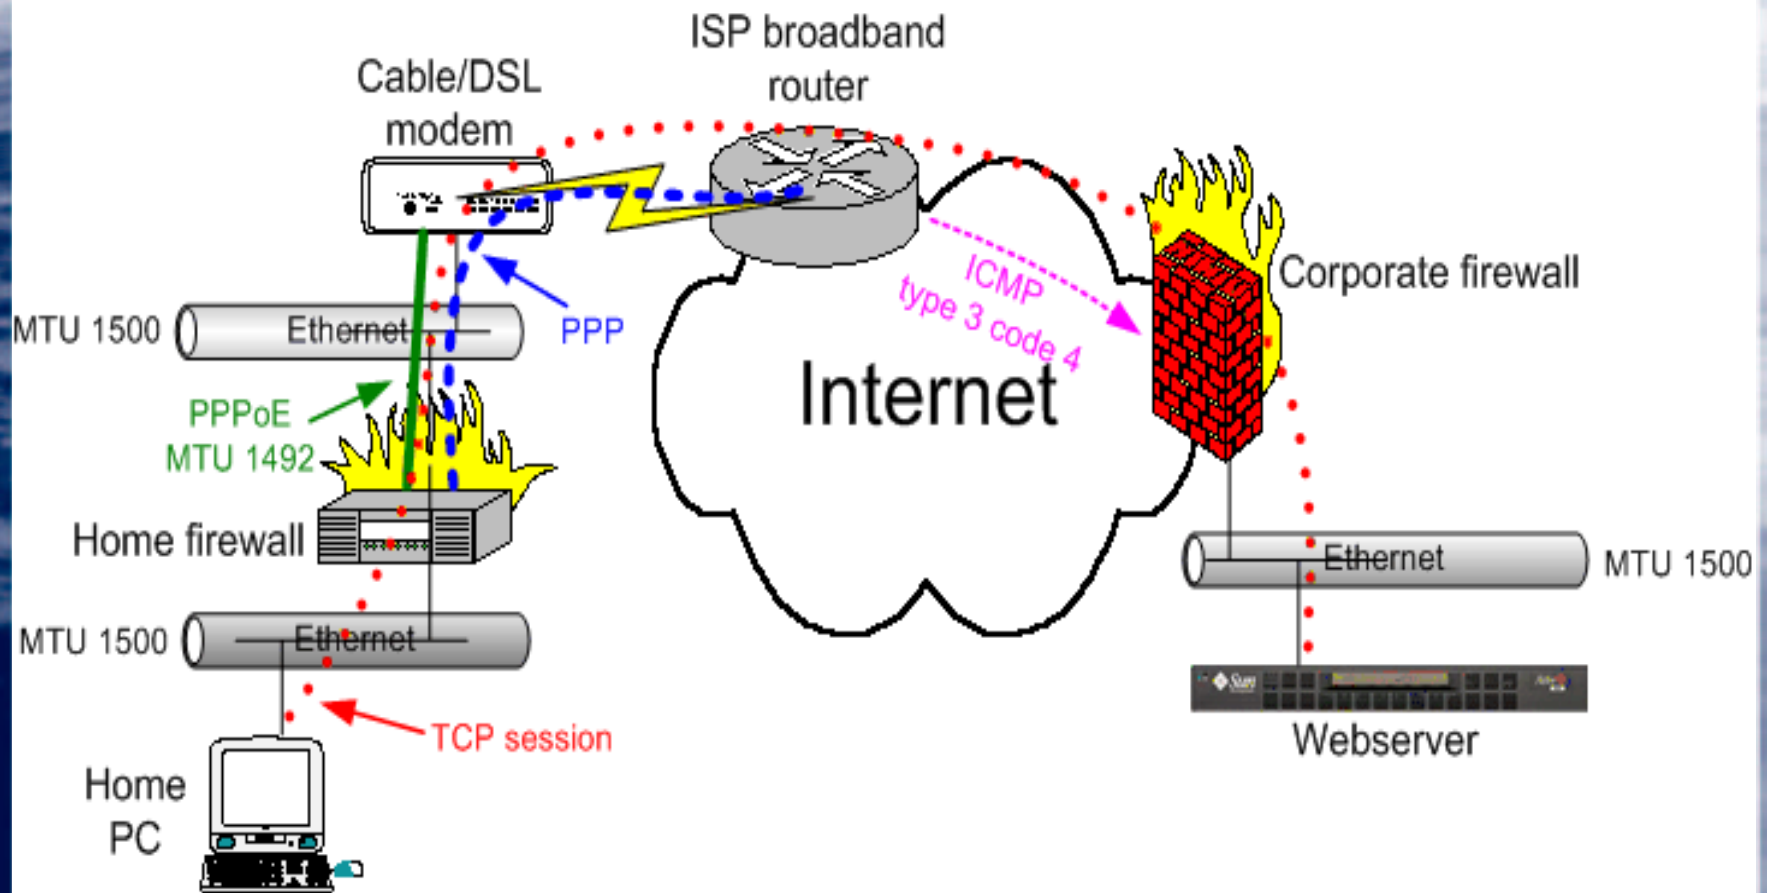 ISP broadband
router
Cable/DSL
modem
Corporate firewall
ICMP
type 3 code 4
MTU 1500
Ethernet
PPP
Internet
PPPoE
MTU 1492
Home firewall
Ethernet
MTU 1500
MTU 1500
Ethernet
Sun
TCP session
Webserver
Home
PC